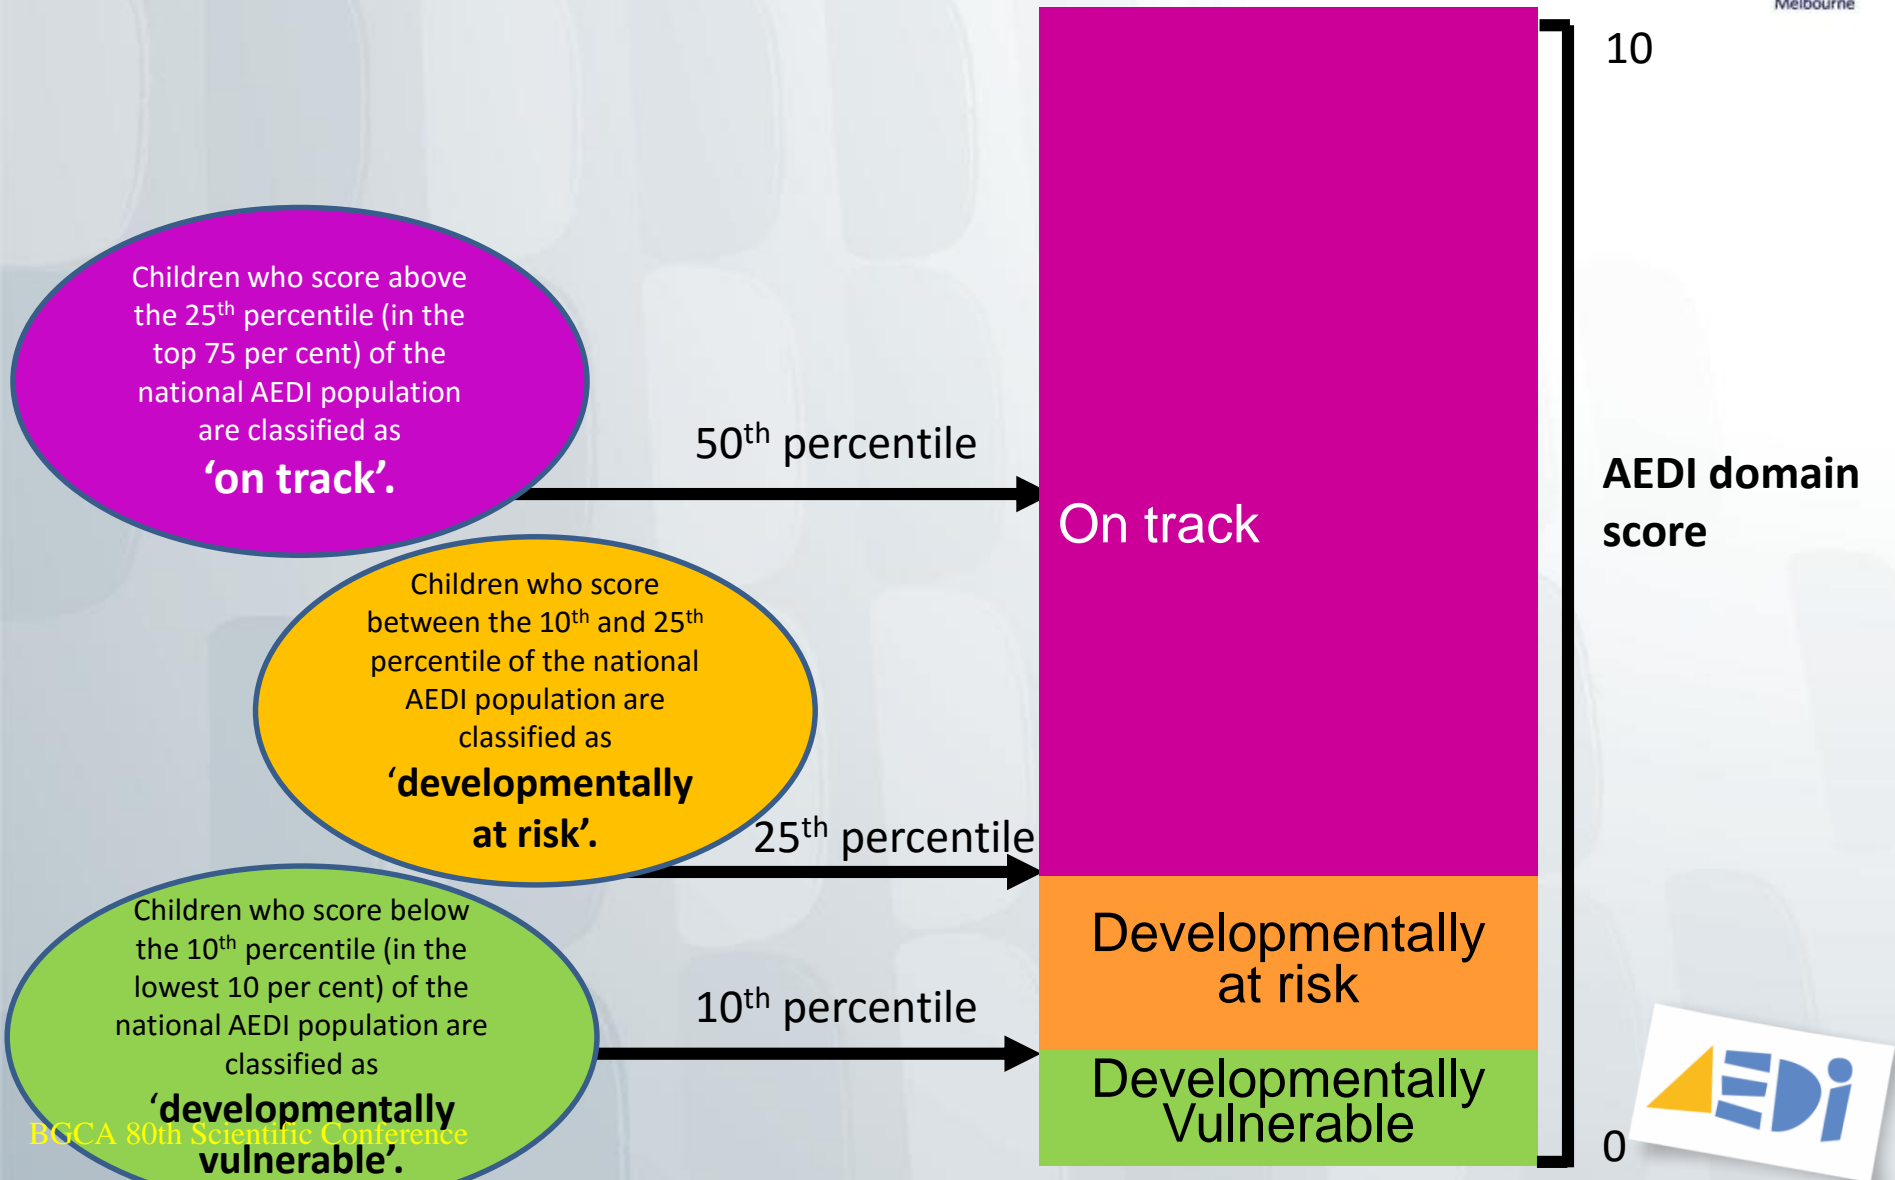 Melbourne
10
Children who score above
the 25th percentile (in the
top 75 per cent) of the
national AEDI population
are classified as
‘on track’.
50th percentile
On track
AEDI domain
score
Children who score
between the 10th and 25th
percentile of the national
AEDI population are
classified as
‘developmentally
at risk’.
25th percentile
Developmentally
at risk
Children who score below
the 10th percentile (in the
lowest 10 per cent) of the
national AEDI population are
classified as
‘developmentally
vulnerable’.
10th percentile
Developmentally
Vulnerable
0
AEDi
BGCA 80th Scientific Conference